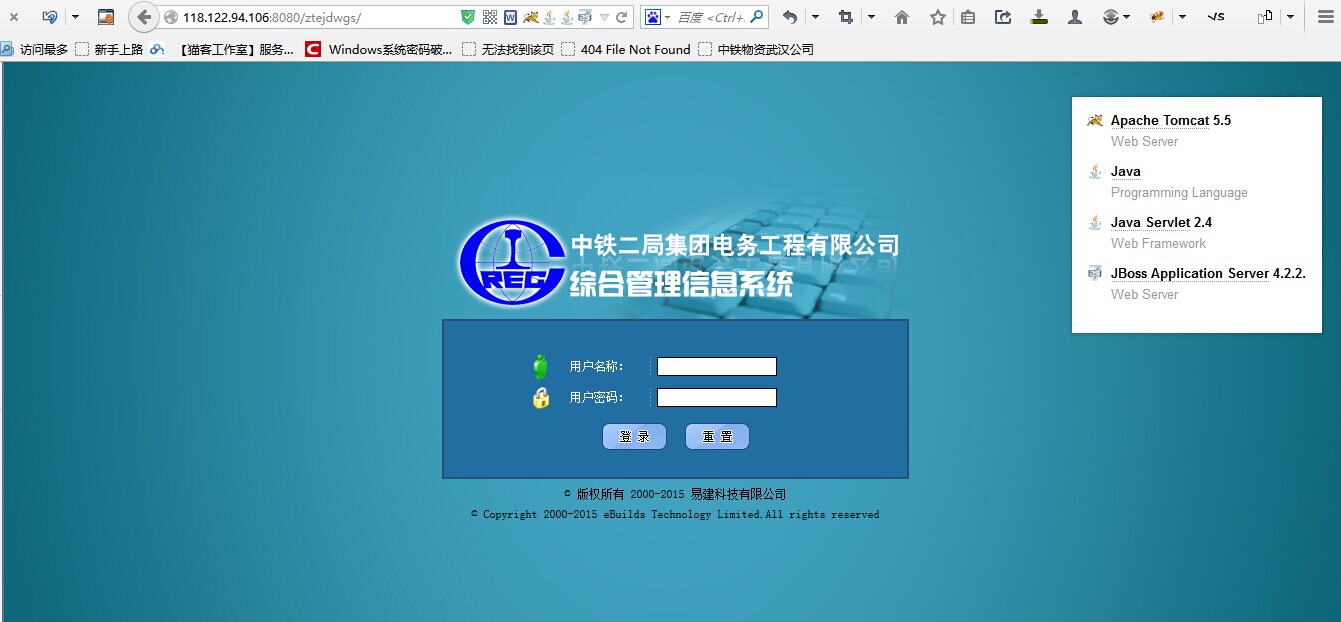 118.122.94.106:8080/ztejdwgs/
百度 <Ctrl+.
访问最多 新手上路 【猫客工作室】服务... Windows系统密码破... 无法找到该页 404 File Not Found 中铁物资武汉公司
Apache Tomcat 5.5
Web Server
Java
Programming Language
Java Servlet 2.4
Web Framework
JBoss Application Server 4.2.2.
Web Server
CREC
中铁二局集团电务工程有限公司
综合管理信息系统
用户名称：
用户密码：
登 录 重 置
© 版权所有 2000-2015 易建科技有限公司
© Copyright 2000-2015 eBuilds Technology Limited.All rights reserved